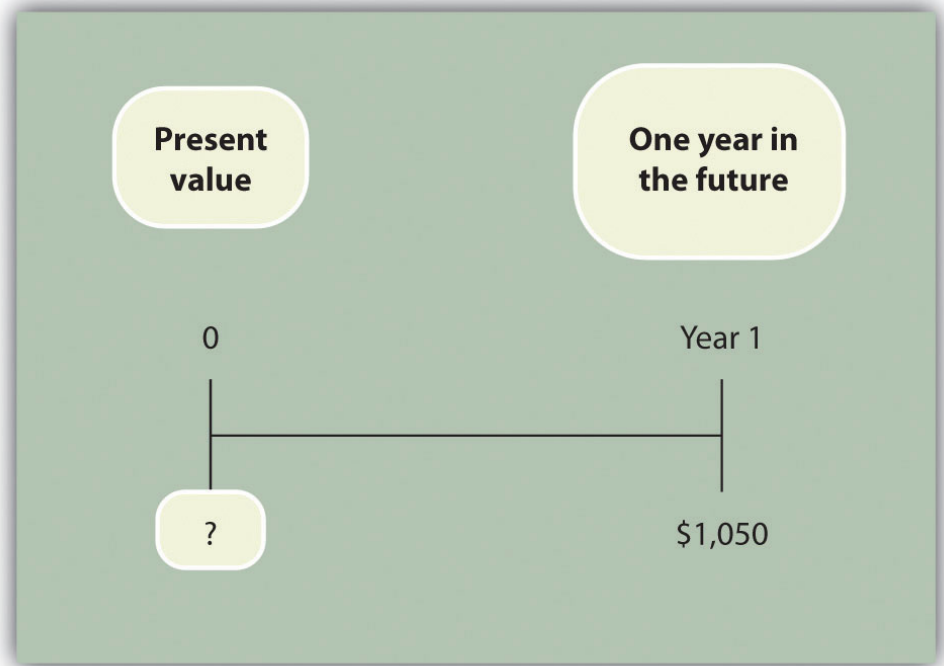 Present
value
One year in
the future
0
Year 1
?
$1,050